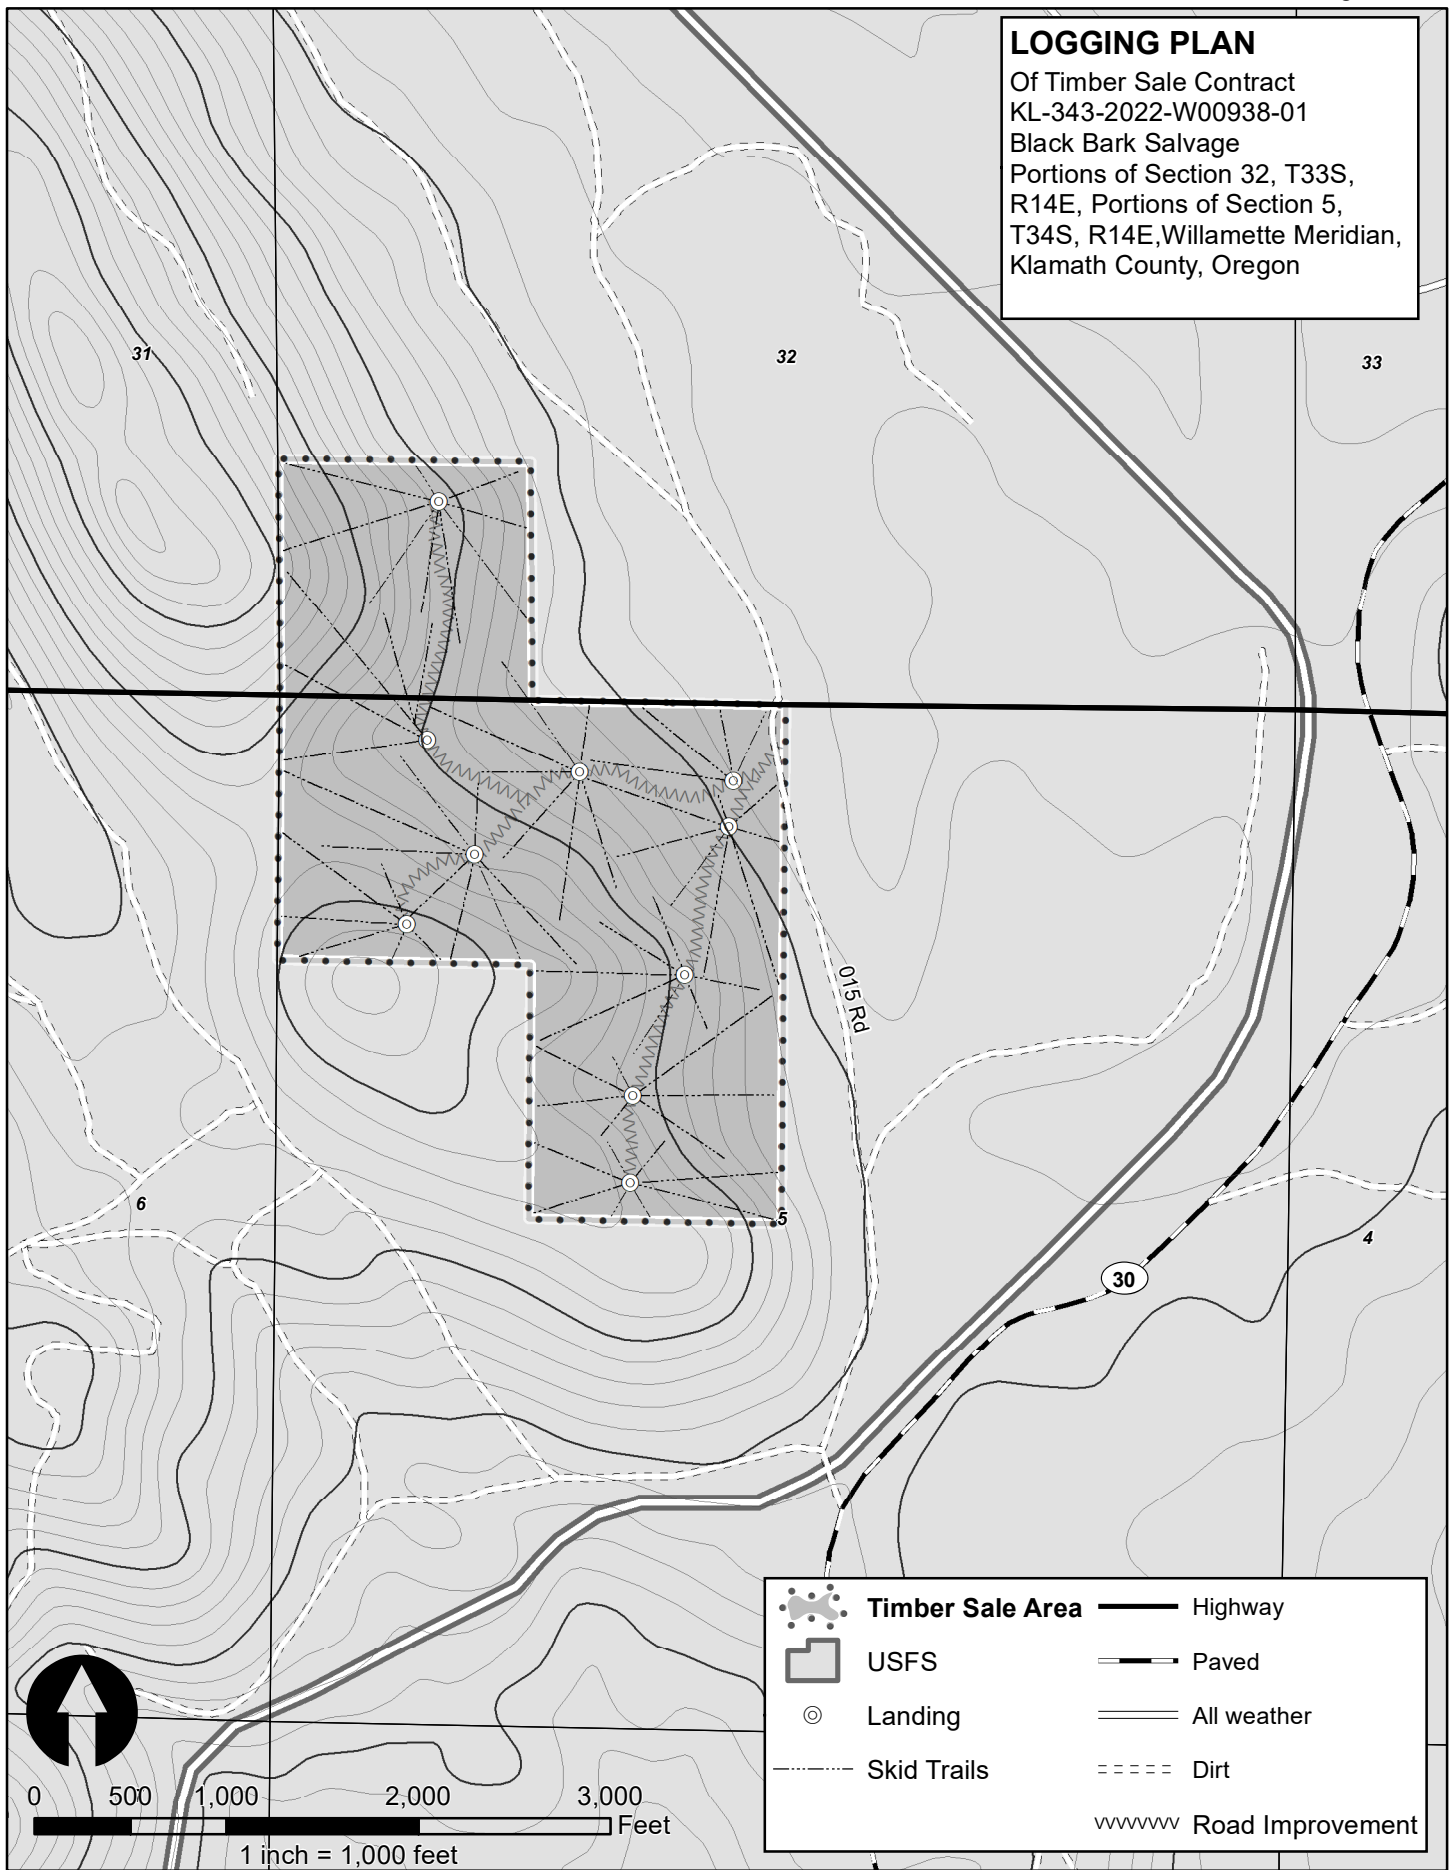 LOGGING PLAN
Of Timber Sale Contract
KL-343-2022-W00938-01
Black Bark Salvage
Portions of Section 32, T33S,
R14E, Portions of Section 5,
T34S, R14E,Willamette Meridian,
Klamath County, Oregon
31
32
33
015 Rd
6
5
4
30
Timber Sale Area
USFS
Landing
Skid Trails
Highway
Paved
All weather
Dirt
Road Improvement
0 500 1,000 2,000 3,000
Feet
1 inch = 1,000 feet